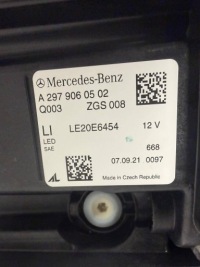 Mercedes-Benz
A 297 906 05 02
Q003 ZGS 008
LI LE20E6454 12 V
LED
SAE 668
07.09.21 0097
AL Made in Czech Republic